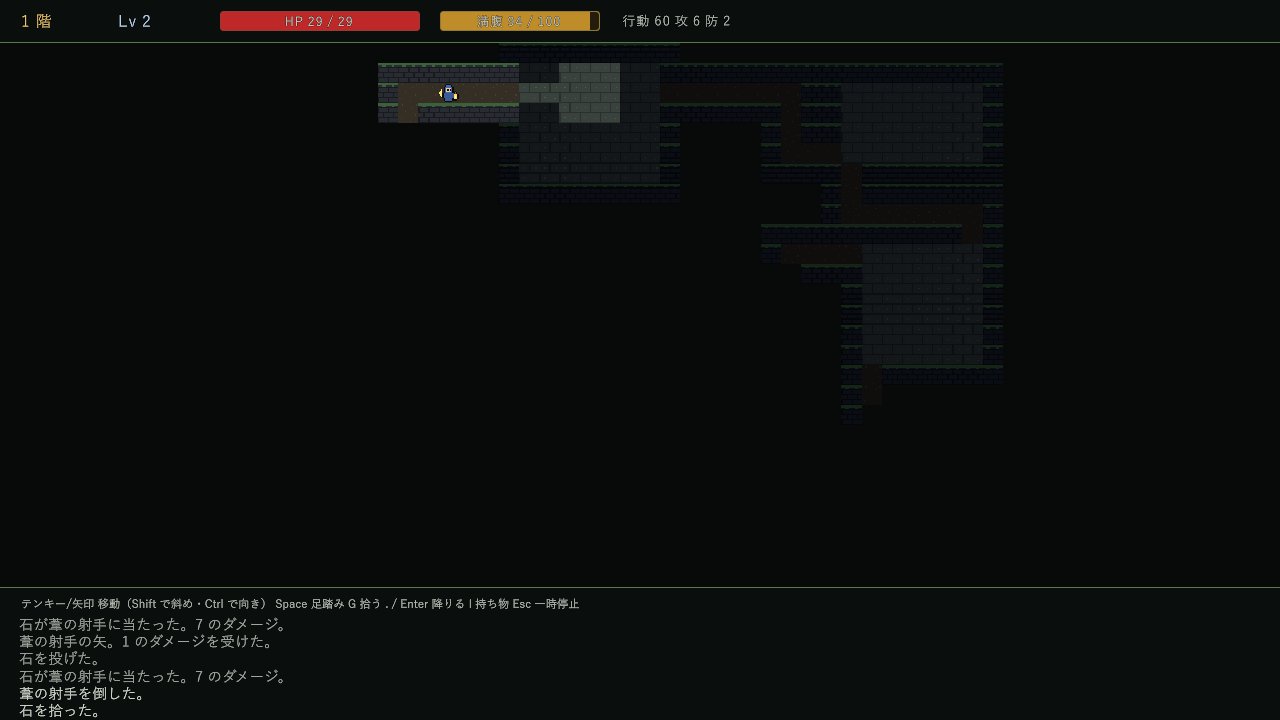 1 階 Lv 2 HP 29 / 29 満腹 94 / 100 行動 60 攻 6 防 2
テンキー/矢印 移動（Shift で斜め・Ctrl で向き） Space 足踏み G 拾う . / Enter 降りる I 持ち物 Esc 一時停止
石が葦の射手に当たった。7 のダメージ。
葦の射手の矢。1 のダメージを受けた。
石を投げた。
石が葦の射手に当たった。7 のダメージ。
葦の射手を倒した。
石を拾った。